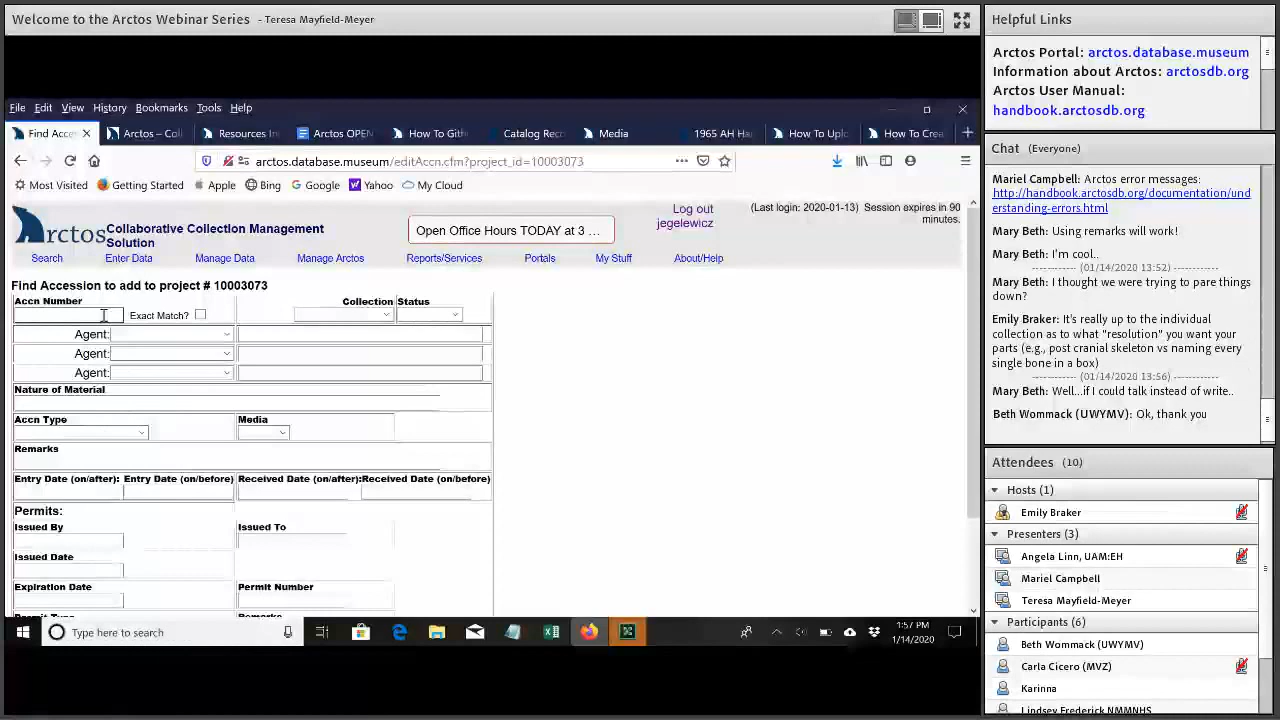 Welcome to the Arctos Webinar Series - Teresa Mayfield-Meyer
File Edit View History Bookmarks Tools Help
Find Acce Arctos – Coll Resources In Arctos OPEN How To Gith Catalog Rec Media 1965 AH Ha How To Uplo How To Crea
arctos.database.museum/editAccn.cfm?project_id=10003073
Most Visited Getting Started Apple Bing Google Yahoo My Cloud
Arctos Collaborative Collection Management
Solution
Open Office Hours TODAY at 3 ...
Log out
jegelewicz
(Last login: 2020-01-13) Session expires in 90
minutes.
Search Enter Data Manage Data Manage Arctos Reports/Services Portals My Stuff About/Help
Find Accession to add to project # 10003073
Accn Number Exact Match? Collection Status
Agent:
Agent:
Agent:
Nature of Material
Accn Type Media
Remarks
Entry Date (on/after): Entry Date (on/before) Received Date (on/after): Received Date (on/before)
Permits:
Issued By Issued To
Issued Date
Expiration Date Permit Number
Permit Type Remarks
Type here to search
1:57 PM
1/14/2020
Helpful Links
Arctos Portal: arctos.database.museum
Information about Arctos: arctosdb.org
Arctos User Manual:
handbook.arctosdb.org
Chat (Everyone)
Mariel Campbell: Arctos error messages:
http://handbook.arctosdb.org/documentation/und
erstanding-errors.html
Mary Beth: Using remarks will work!
Mary Beth: I'm cool..
------------ (01/14/2020 13:52) ------------
Mary Beth: I thought we were trying to pare things
down?
Emily Braker: It's really up to the individual
collection as to what "resolution" you want your
parts (e.g., post cranial skeleton vs naming every
single bone in a box)
------------ (01/14/2020 13:56) ------------
Mary Beth: Well...if I could talk instead of write..
Beth Wommack (UWYMV): Ok, thank you
Attendees (10)
Hosts (1)
Emily Braker
Presenters (3)
Angela Linn, UAM:EH
Mariel Campbell
Teresa Mayfield-Meyer
Participants (6)
Beth Wommack (UWYMV)
Carla Cicero (MVZ)
Karinna
Lindsey Frederick NMMNHS